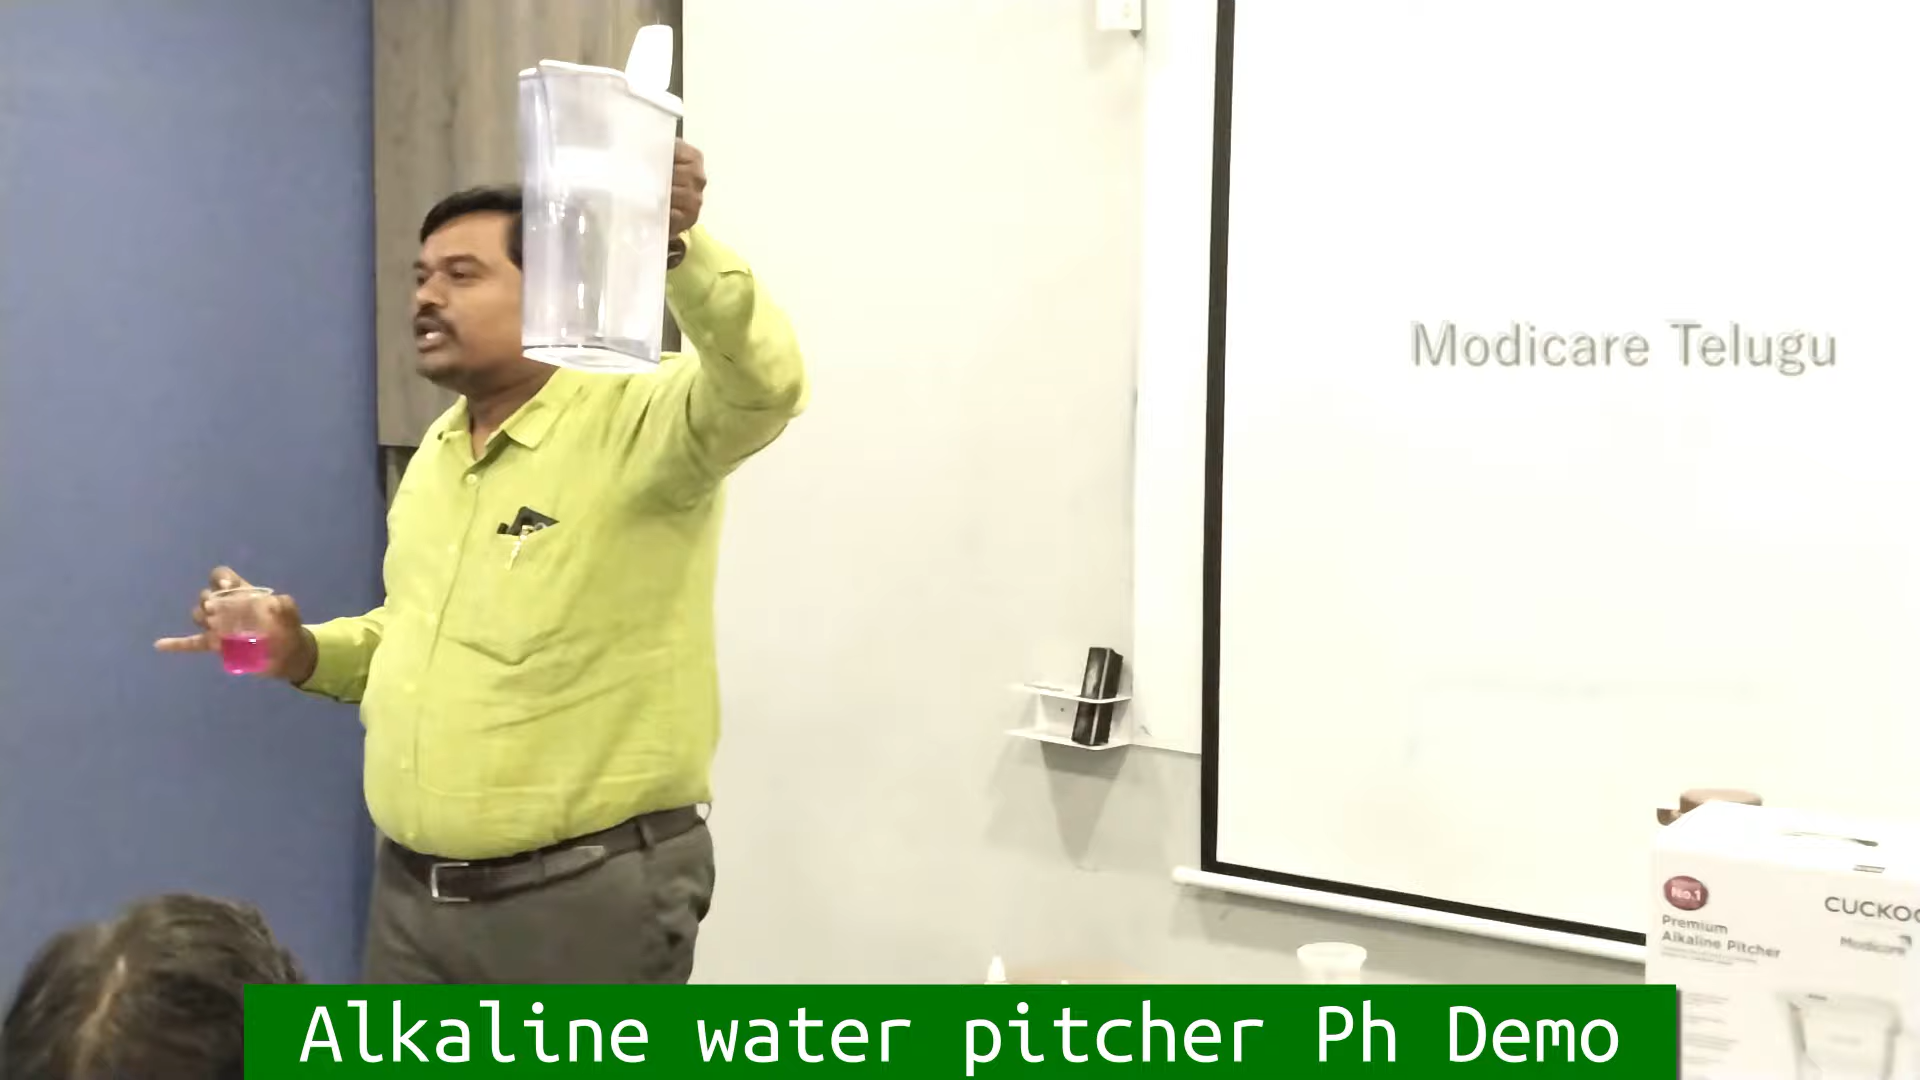 Modicare Telugu
No.1
Premium
Alkaline Pitcher
CUCKOO
Modicare
Alkaline water pitcher Ph Demo